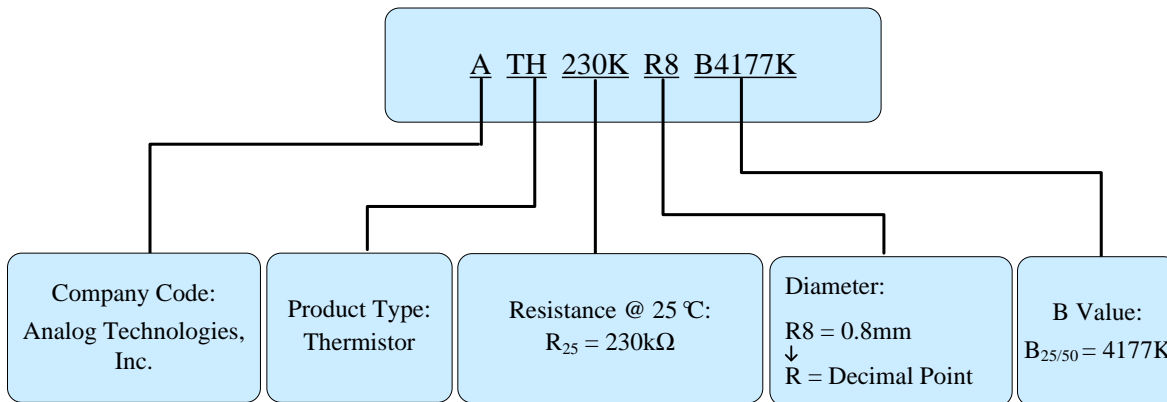 A TH 230K R8 B4177K
Company Code:
Analog Technologies,
Inc.
Product Type:
Thermistor
Resistance @ 25 ℃:
R₂₅ = 230kΩ
Diameter:
R8 = 0.8mm
↓
R = Decimal Point
B Value:
B₂₅/₅₀ = 4177K